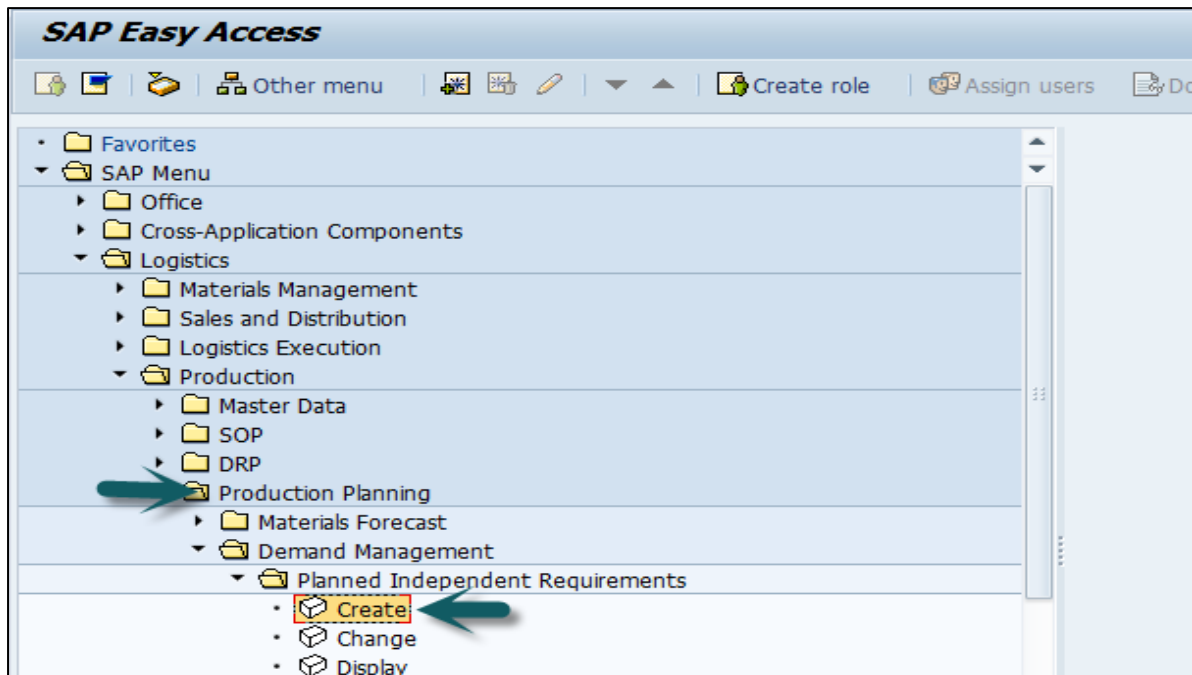 SAP Easy Access
Other menu Create role Assign users Do
Favorites
SAP Menu
Office
Cross-Application Components
Logistics
Materials Management
Sales and Distribution
Logistics Execution
Production
Master Data
SOP
DRP
Production Planning
Materials Forecast
Demand Management
Planned Independent Requirements
Create
Change
Display